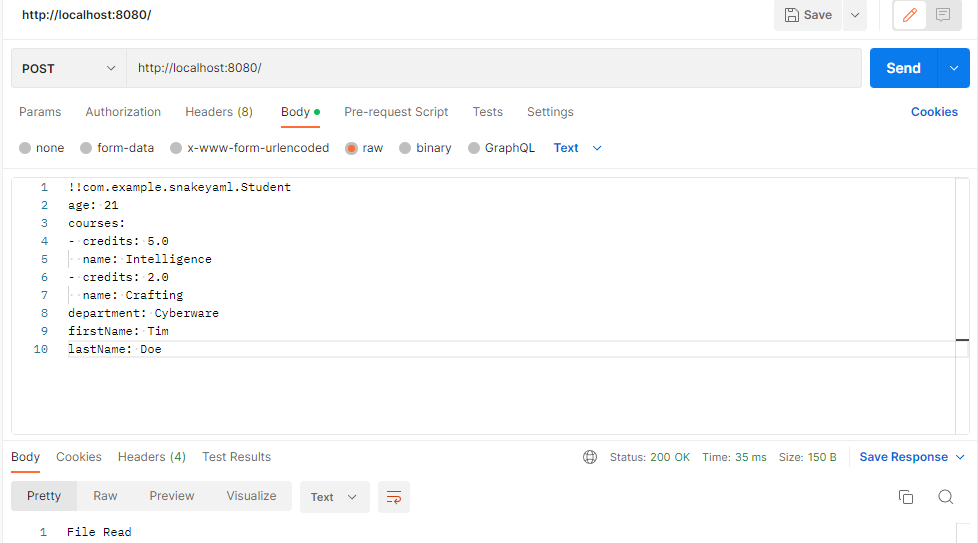 http://localhost:8080/ Save
POST http://localhost:8080/ Send
Params Authorization Headers (8) Body Pre-request Script Tests Settings Cookies
none form-data x-www-form-urlencoded raw binary GraphQL Text
1 !!com.example.snakeyaml.Student
2 age: 21
3 courses:
4 - credits: 5.0
5 name: Intelligence
6 - credits: 2.0
7 name: Crafting
8 department: Cyberware
9 firstName: Tim
10 lastName: Doe
Body Cookies Headers (4) Test Results Status: 200 OK Time: 35 ms Size: 150 B Save Response
Pretty Raw Preview Visualize Text
1 File Read